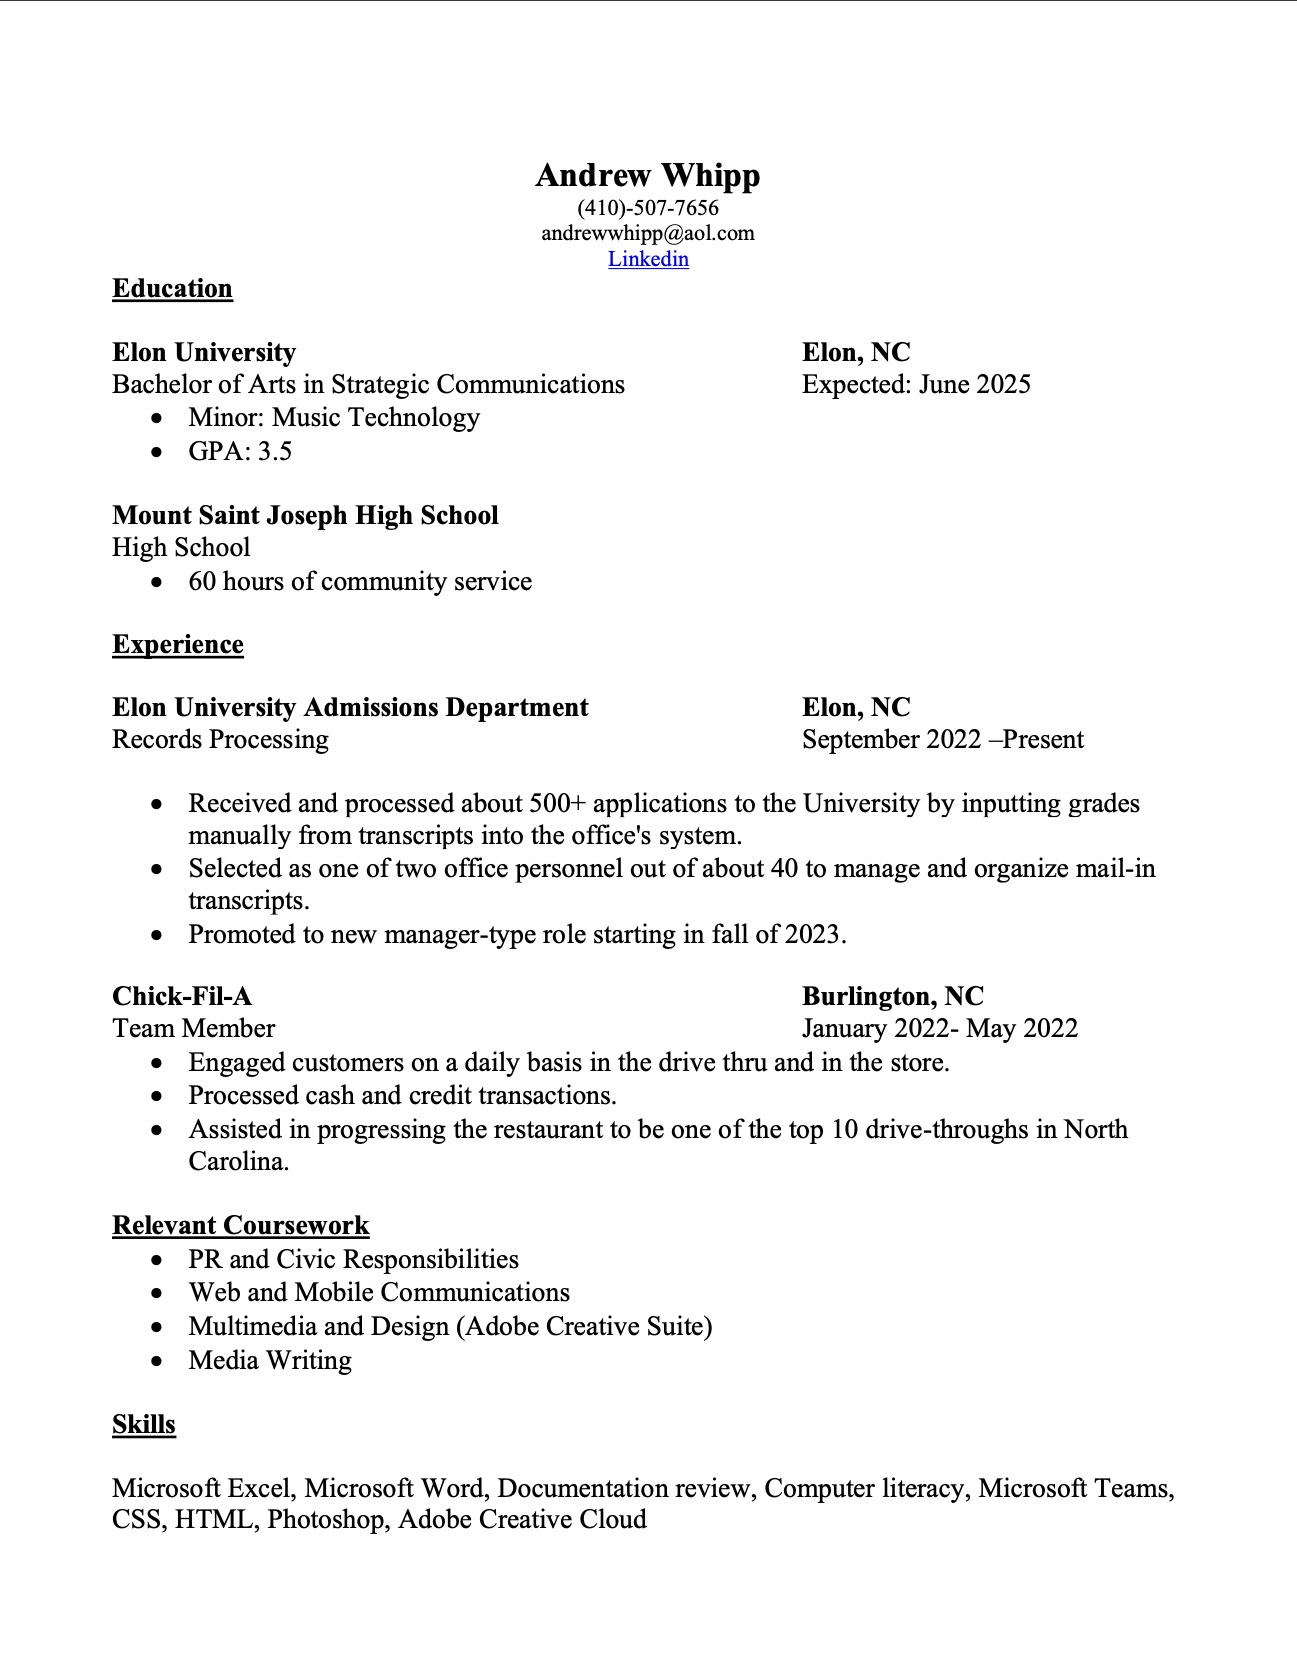 Andrew Whipp
(410)-507-7656
andrewwhipp@aol.com
Linkedin
Education
Elon University Elon, NC
Bachelor of Arts in Strategic Communications Expected: June 2025
• Minor: Music Technology
• GPA: 3.5
Mount Saint Joseph High School
High School
• 60 hours of community service
Experience
Elon University Admissions Department Elon, NC
Records Processing September 2022 –Present
• Received and processed about 500+ applications to the University by inputting grades
manually from transcripts into the office's system.
• Selected as one of two office personnel out of about 40 to manage and organize mail-in
transcripts.
• Promoted to new manager-type role starting in fall of 2023.
Chick-Fil-A Burlington, NC
Team Member January 2022- May 2022
• Engaged customers on a daily basis in the drive thru and in the store.
• Processed cash and credit transactions.
• Assisted in progressing the restaurant to be one of the top 10 drive-throughs in North
Carolina.
Relevant Coursework
• PR and Civic Responsibilities
• Web and Mobile Communications
• Multimedia and Design (Adobe Creative Suite)
• Media Writing
Skills
Microsoft Excel, Microsoft Word, Documentation review, Computer literacy, Microsoft Teams,
CSS, HTML, Photoshop, Adobe Creative Cloud